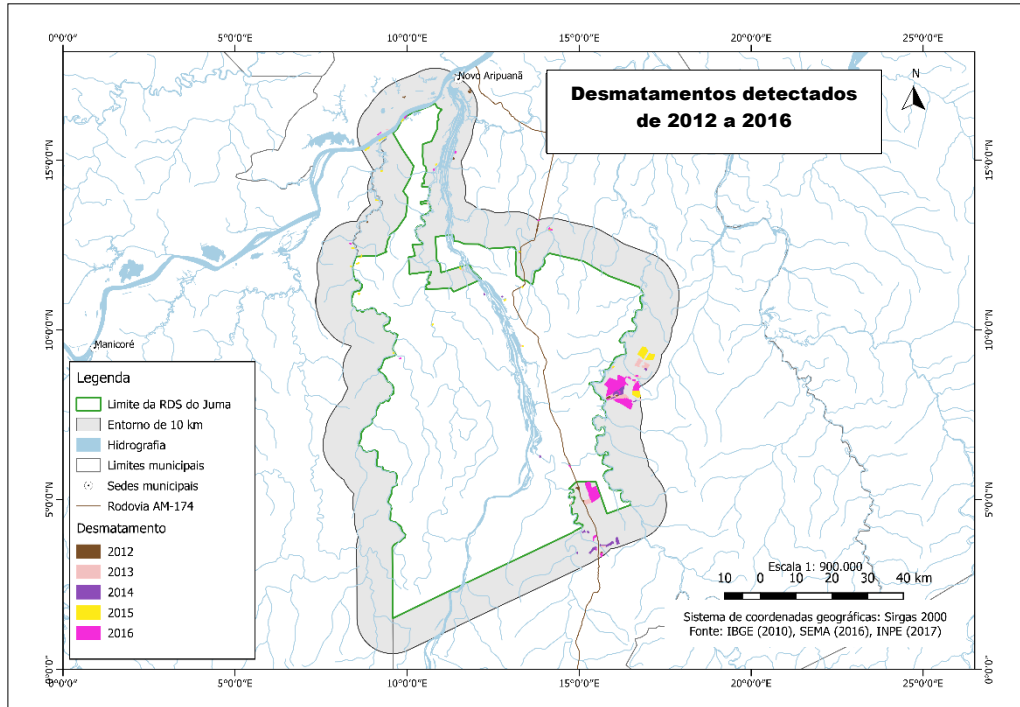 0°0'0"E
5°0'0"E
10°0'0"E
15°0'0"E
20°0'0"E
25°0'0"E
Novo Aripuanã
Desmatamentos detectados
de 2012 a 2016
N
15°0'0"N
15°0'0"N
10°0'0"N
10°0'0"N
Manicoré
Legenda
Limite da RDS do Juma
Entorno de 10 km
Hidrografia
Limites municipais
Sedes municipais
Rodovia AM-174
Desmatamento
2012
2013
2014
2015
2016
5°0'0"N
5°0'0"N
Escala 1: 900.000
10 0 10 20 30 40 km
Sistema de coordenadas geográficas: Sirgas 2000
Fonte: IBGE (2010), SEMA (2016), INPE (2017)
0°0'0"
0°0'0"
0°0'0"E
5°0'0"E
10°0'0"E
15°0'0"E
20°0'0"E
25°0'0"E